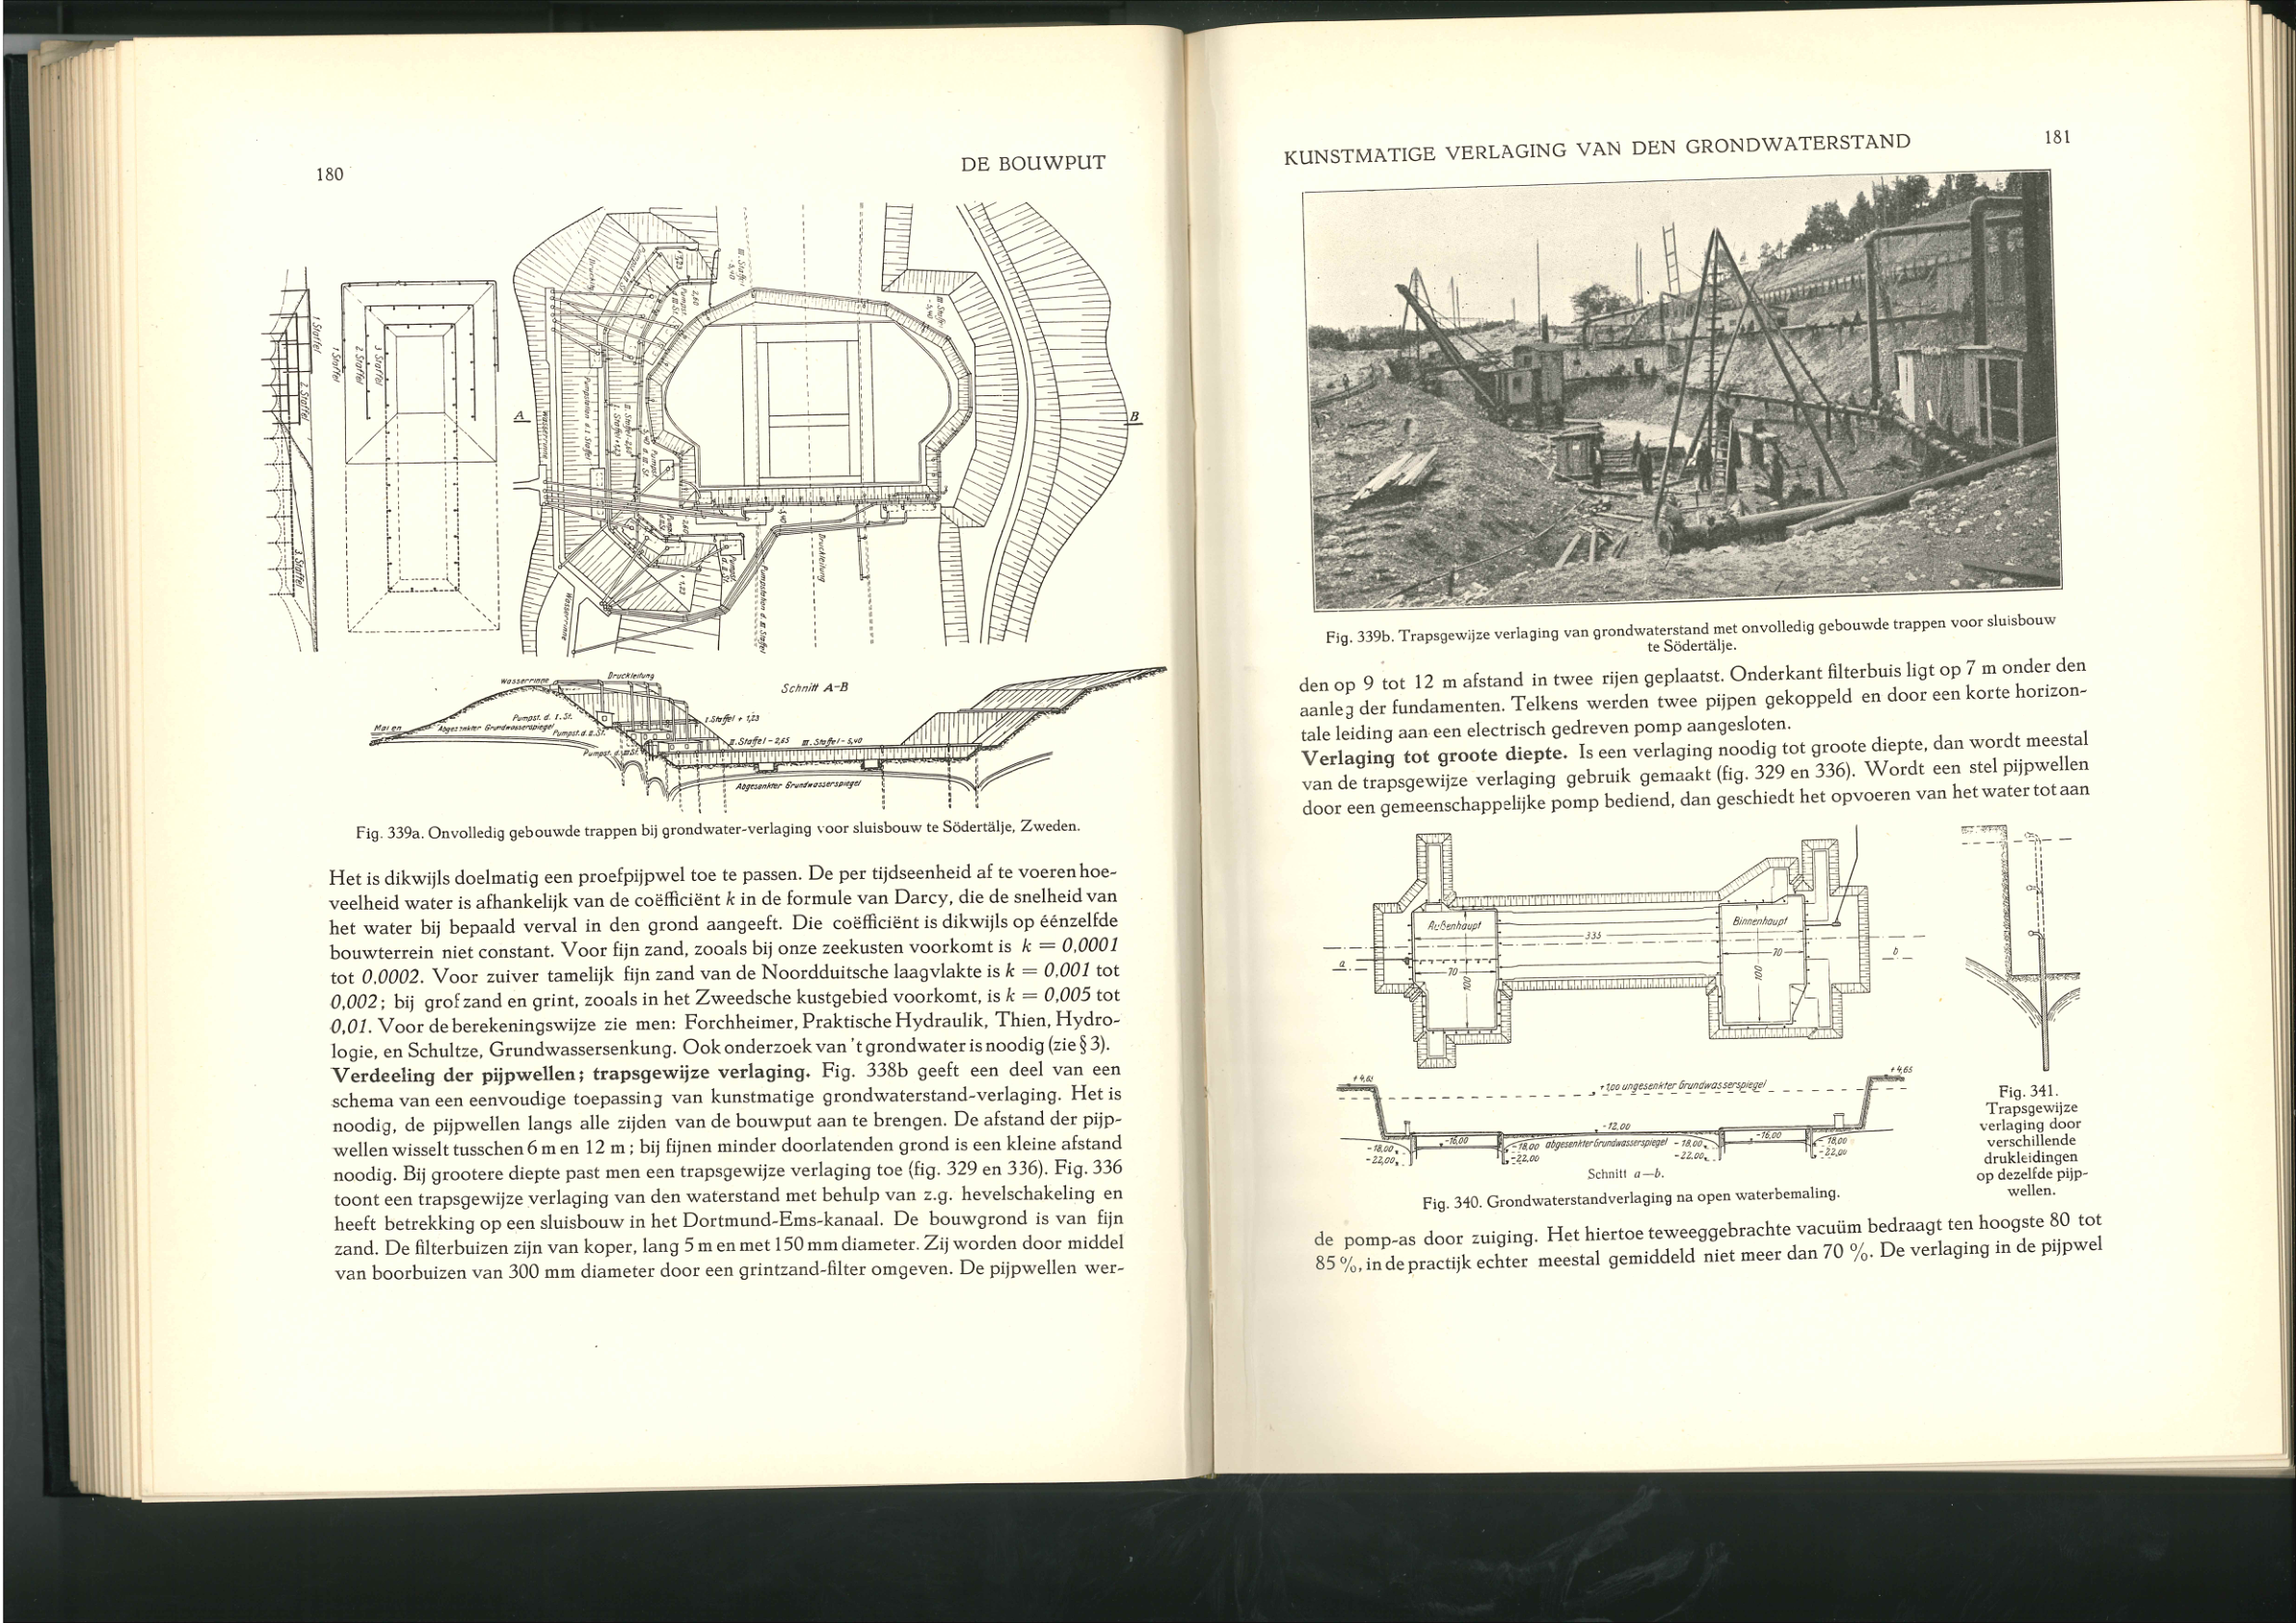 180
DE BOUWPUT
1 Staffel
2 Staffel
3. Staffel
1 Staffel
2 Staffel
3 Staffel
A
B
III. Staffel
-5,40
Wasserrinne
Druckleitung
Pumpstation d. III Staffel
Wasserrinne
Wasserrinne
Druckleitung
Schnitt A-B
Pumpst. d. I. St.
I. Staffel + 1,23
Abgesenkter Grundwasserspiegel
Pumpst. d. II. St.
II. Staffel - 2,65 III. Staffel - 5,40
Pumpst. d. III St.
Abgesenkter Grundwasserspiegel
Fig. 339a. Onvolledig gebouwde trappen bij grondwater-verlaging voor sluisbouw te Södertälje, Zweden.
Het is dikwijls doelmatig een proefpijpwel toe te passen. De per tijdseenheid af te voeren hoe-
veelheid water is afhankelijk van de coëfficiënt k in de formule van Darcy, die de snelheid van
het water bij bepaald verval in den grond aangeeft. Die coëfficiënt is dikwijls op éénzelfde
bouwterrein niet constant. Voor fijn zand, zooals bij onze zeekusten voorkomt is k = 0,0001
tot 0,0002. Voor zuiver tamelijk fijn zand van de Noordduitsche laagvlakte is k = 0,001 tot
0,002; bij grof zand en grint, zooals in het Zweedsche kustgebied voorkomt, is k = 0,005 tot
0,01. Voor de berekeningswijze zie men: Forchheimer, Praktische Hydraulik, Thien, Hydro-
logie, en Schultze, Grundwassersenkung. Ook onderzoek van 't grondwater is noodig (zie § 3).
Verdeeling der pijpwellen; trapsgewijze verlaging. Fig. 338b geeft een deel van een
schema van een eenvoudige toepassing van kunstmatige grondwaterstand-verlaging. Het is
noodig, de pijpwellen langs alle zijden van de bouwput aan te brengen. De afstand der pijp-
wellen wisselt tusschen 6 m en 12 m; bij fijnen minder doorlatenden grond is een kleine afstand
noodig. Bij grootere diepte past men een trapsgewijze verlaging toe (fig. 329 en 336). Fig. 336
toont een trapsgewijze verlaging van den waterstand met behulp van z.g. hevelschakeling en
heeft betrekking op een sluisbouw in het Dortmund-Ems-kanaal. De bouwgrond is van fijn
zand. De filterbuizen zijn van koper, lang 5 m en met 150 mm diameter. Zij worden door middel
van boorbuizen van 300 mm diameter door een grintzand-filter omgeven. De pijpwellen wer-
KUNSTMATIGE VERLAGING VAN DEN GRONDWATERSTAND
181
Fig. 339b. Trapsgewijze verlaging van grondwaterstand met onvolledig gebouwde trappen voor sluisbouw
te Södertälje.
den op 9 tot 12 m afstand in twee rijen geplaatst. Onderkant filterbuis ligt op 7 m onder den
aanleg der fundamenten. Telkens werden twee pijpen gekoppeld en door een korte horizon-
tale leiding aan een electrisch gedreven pomp aangesloten.
Verlaging tot groote diepte. Is een verlaging noodig tot groote diepte, dan wordt meestal
van de trapsgewijze verlaging gebruik gemaakt (fig. 329 en 336). Wordt een stel pijpwellen
door een gemeenschappelijke pomp bediend, dan geschiedt het opvoeren van het water tot aan
Außenhaupt
Binnenhaupt
335
70
100
70
100
a
b
+ 4,65
+ 1,00 ungesenkter Grundwasserspiegel
+ 4,65
-12,00
-16,00
-16,00
-18,00
-22,00
-18,00 abgesenkter Grundwasserspiegel -18,00
-22,00
-22,00
-18,00
-22,00
Schnitt a—b.
Fig. 340. Grondwaterstandverlaging na open waterbemaling.
Fig. 341.
Trapsgewijze
verlaging door
verschillende
drukleidingen
op dezelfde pijp-
wellen.
de pomp-as door zuiging. Het hiertoe teweeggebrachte vacuüm bedraagt ten hoogste 80 tot
85 %, in de practijk echter meestal gemiddeld niet meer dan 70 %. De verlaging in de pijpwel